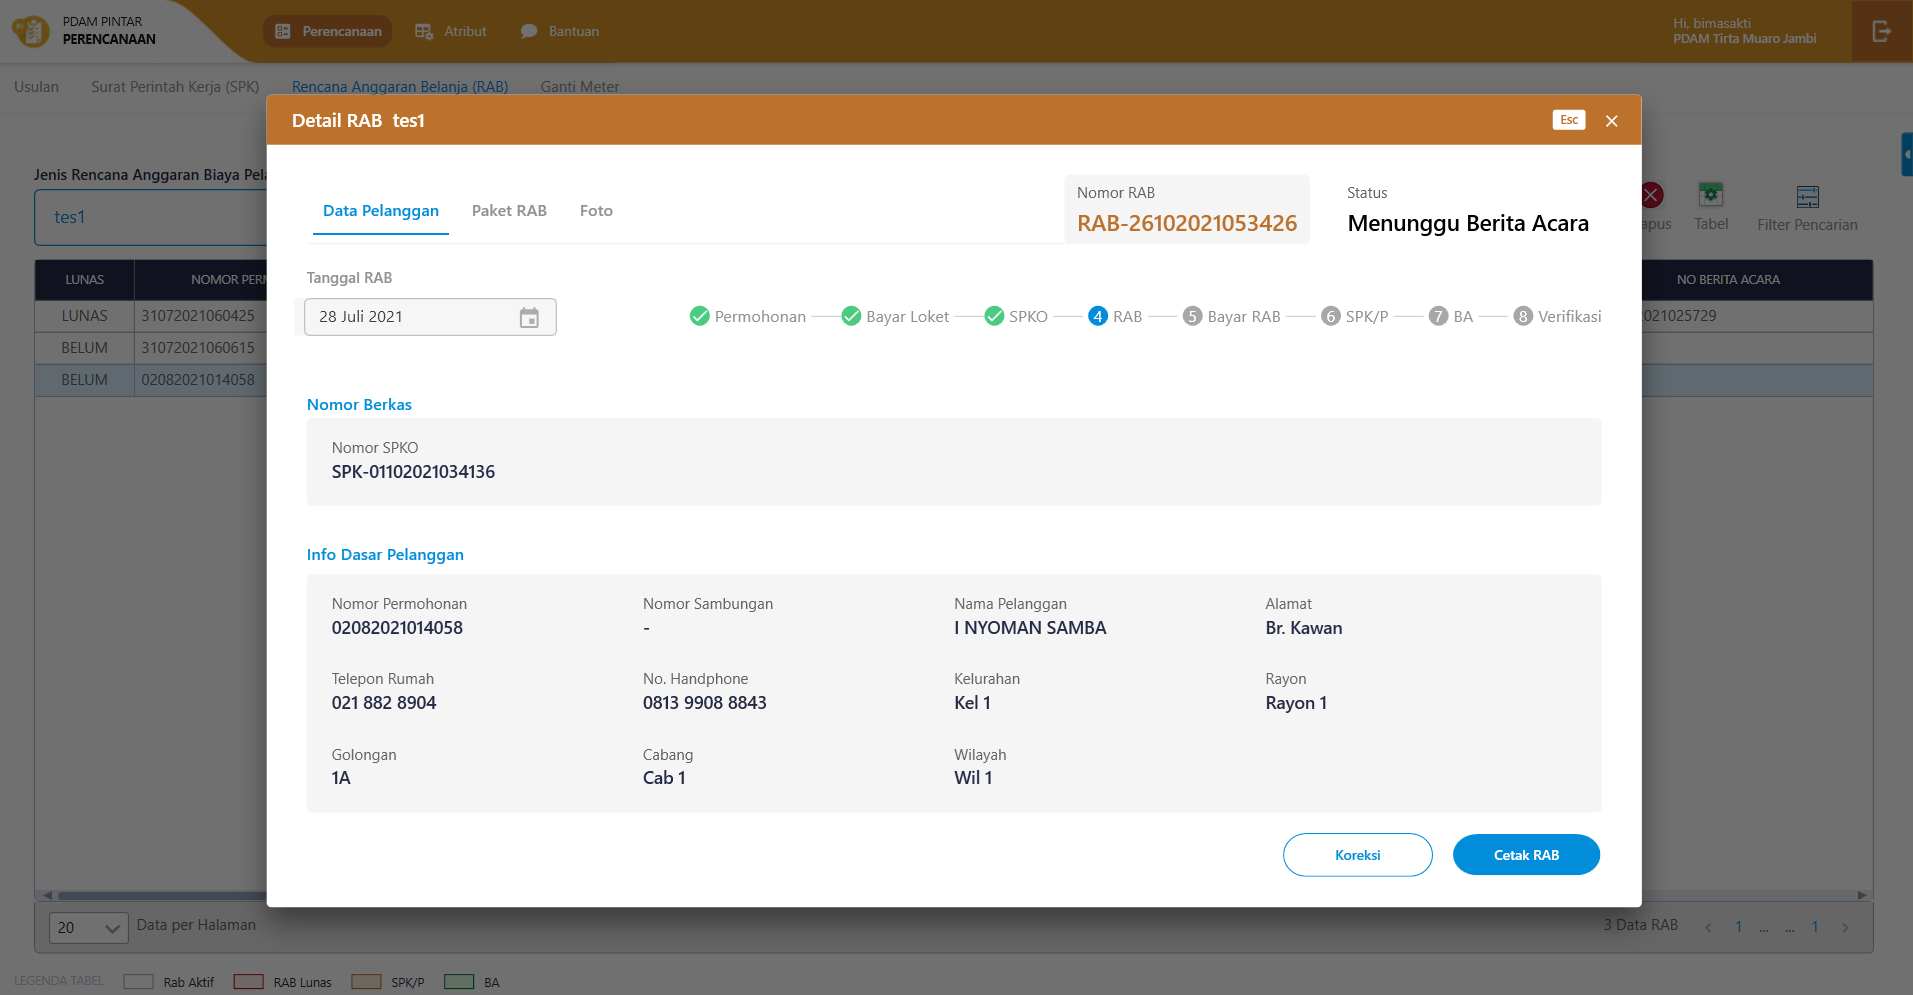 PDAM PINTAR
PERENCANAAN
Perencanaan
Atribut
Bantuan
Hi, bimasakti
PDAM Tirta Muaro Jambi
Usulan
Surat Perintah Kerja (SPK)
Rencana Anggaran Belanja (RAB)
Ganti Meter
Detail RAB tes1
Esc
Jenis Rencana Anggaran Biaya Pela
tes1
apus
Tabel
Filter Pencarian
Data Pelanggan
Paket RAB
Foto
Nomor RAB
RAB-26102021053426
Status
Menunggu Berita Acara
Tanggal RAB
28 Juli 2021
Permohonan
Bayar Loket
SPKO
4 RAB
5 Bayar RAB
6 SPK/P
7 BA
8 Verifikasi
LUNAS
NOMOR PERM
NO BERITA ACARA
LUNAS
31072021060425
2021025729
BELUM
31072021060615
BELUM
02082021014058
Nomor Berkas
Nomor SPKO
SPK-01102021034136
Info Dasar Pelanggan
Nomor Permohonan
02082021014058
Nomor Sambungan
-
Nama Pelanggan
I NYOMAN SAMBA
Alamat
Br. Kawan
Telepon Rumah
021 882 8904
No. Handphone
0813 9908 8843
Kelurahan
Kel 1
Rayon
Rayon 1
Golongan
1A
Cabang
Cab 1
Wilayah
Wil 1
Koreksi
Cetak RAB
20
Data per Halaman
3 Data RAB
1 ... ... 1
LEGENDA TABEL
Rab Aktif
RAB Lunas
SPK/P
BA